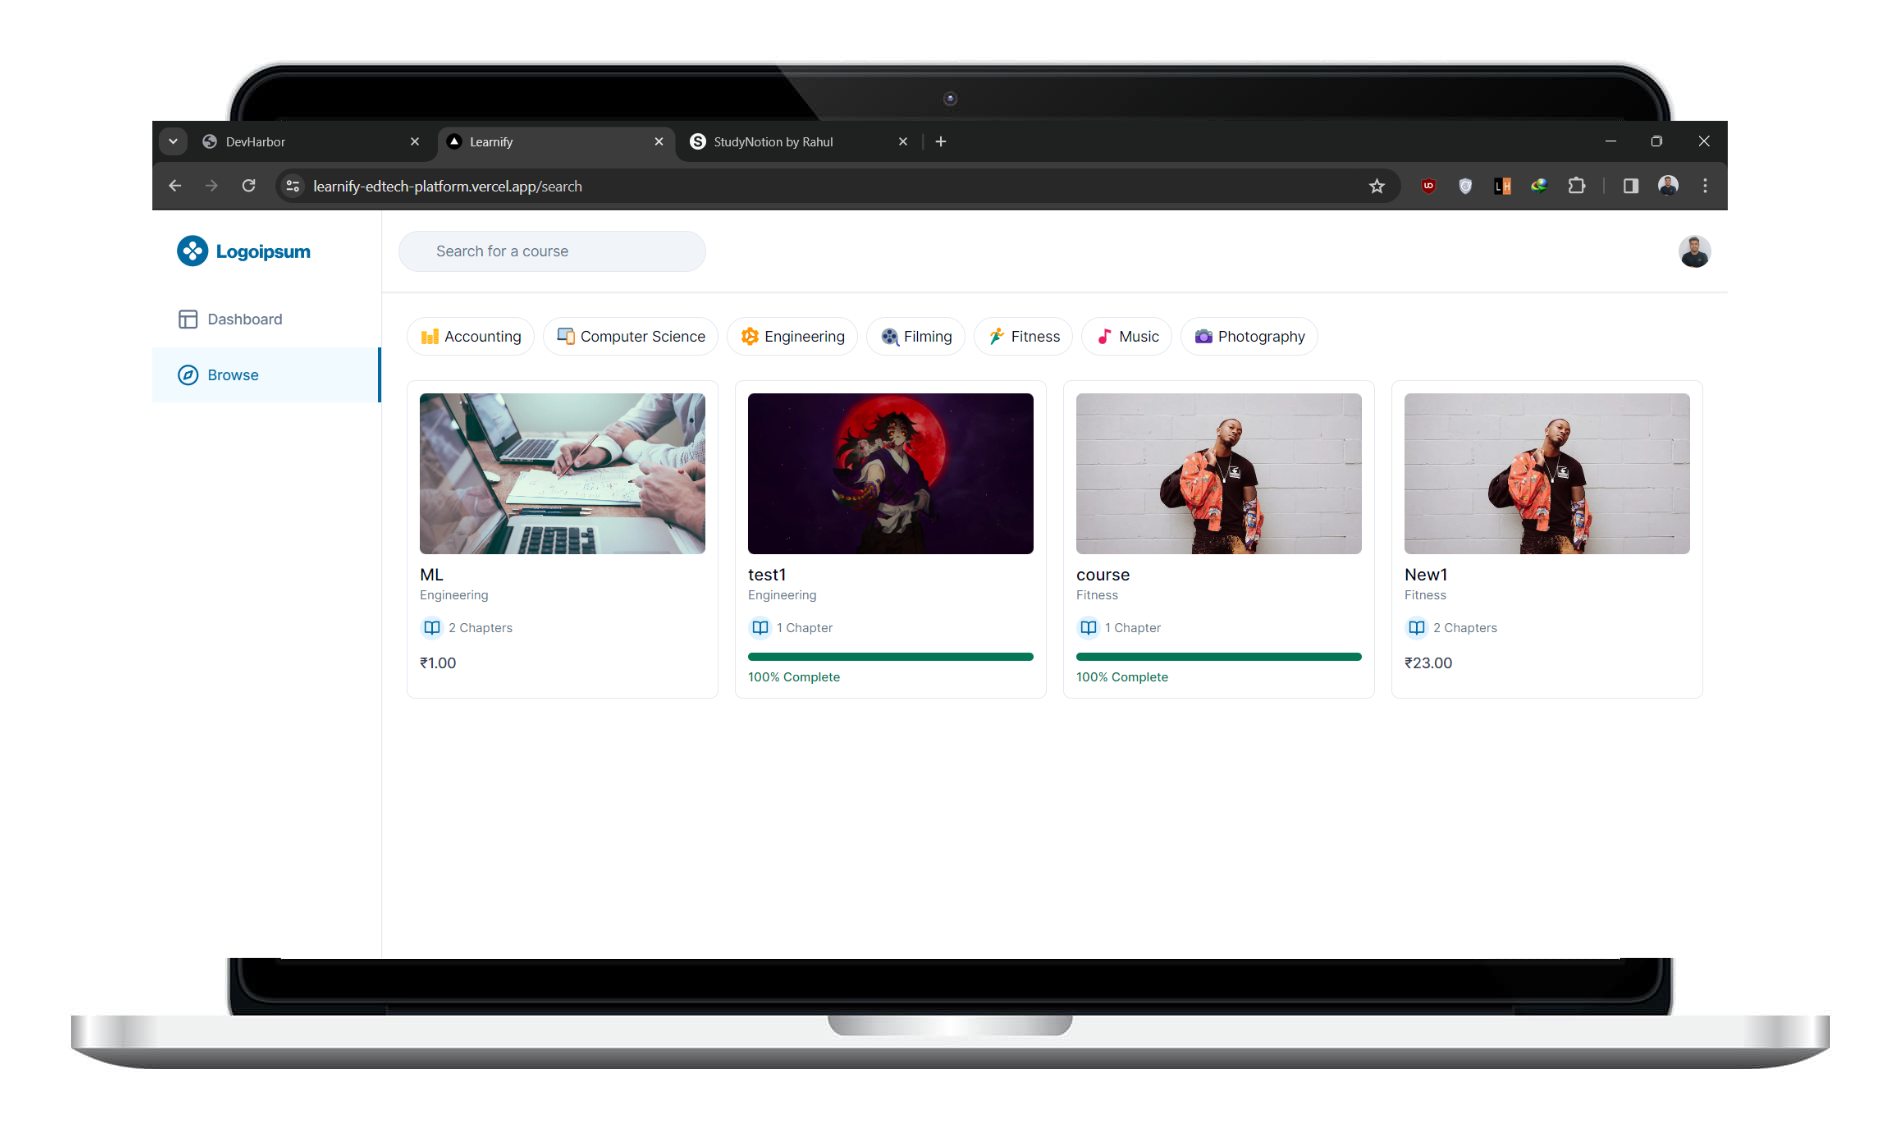 DevHarbor
Learnify
StudyNotion by Rahul
learnify-edtech-platform.vercel.app/search
Logoipsum
Search for a course
Dashboard
Browse
Accounting
Computer Science
Engineering
Filming
Fitness
Music
Photography
ML
Engineering
2 Chapters
₹1.00
test1
Engineering
1 Chapter
100% Complete
course
Fitness
1 Chapter
100% Complete
New1
Fitness
2 Chapters
₹23.00